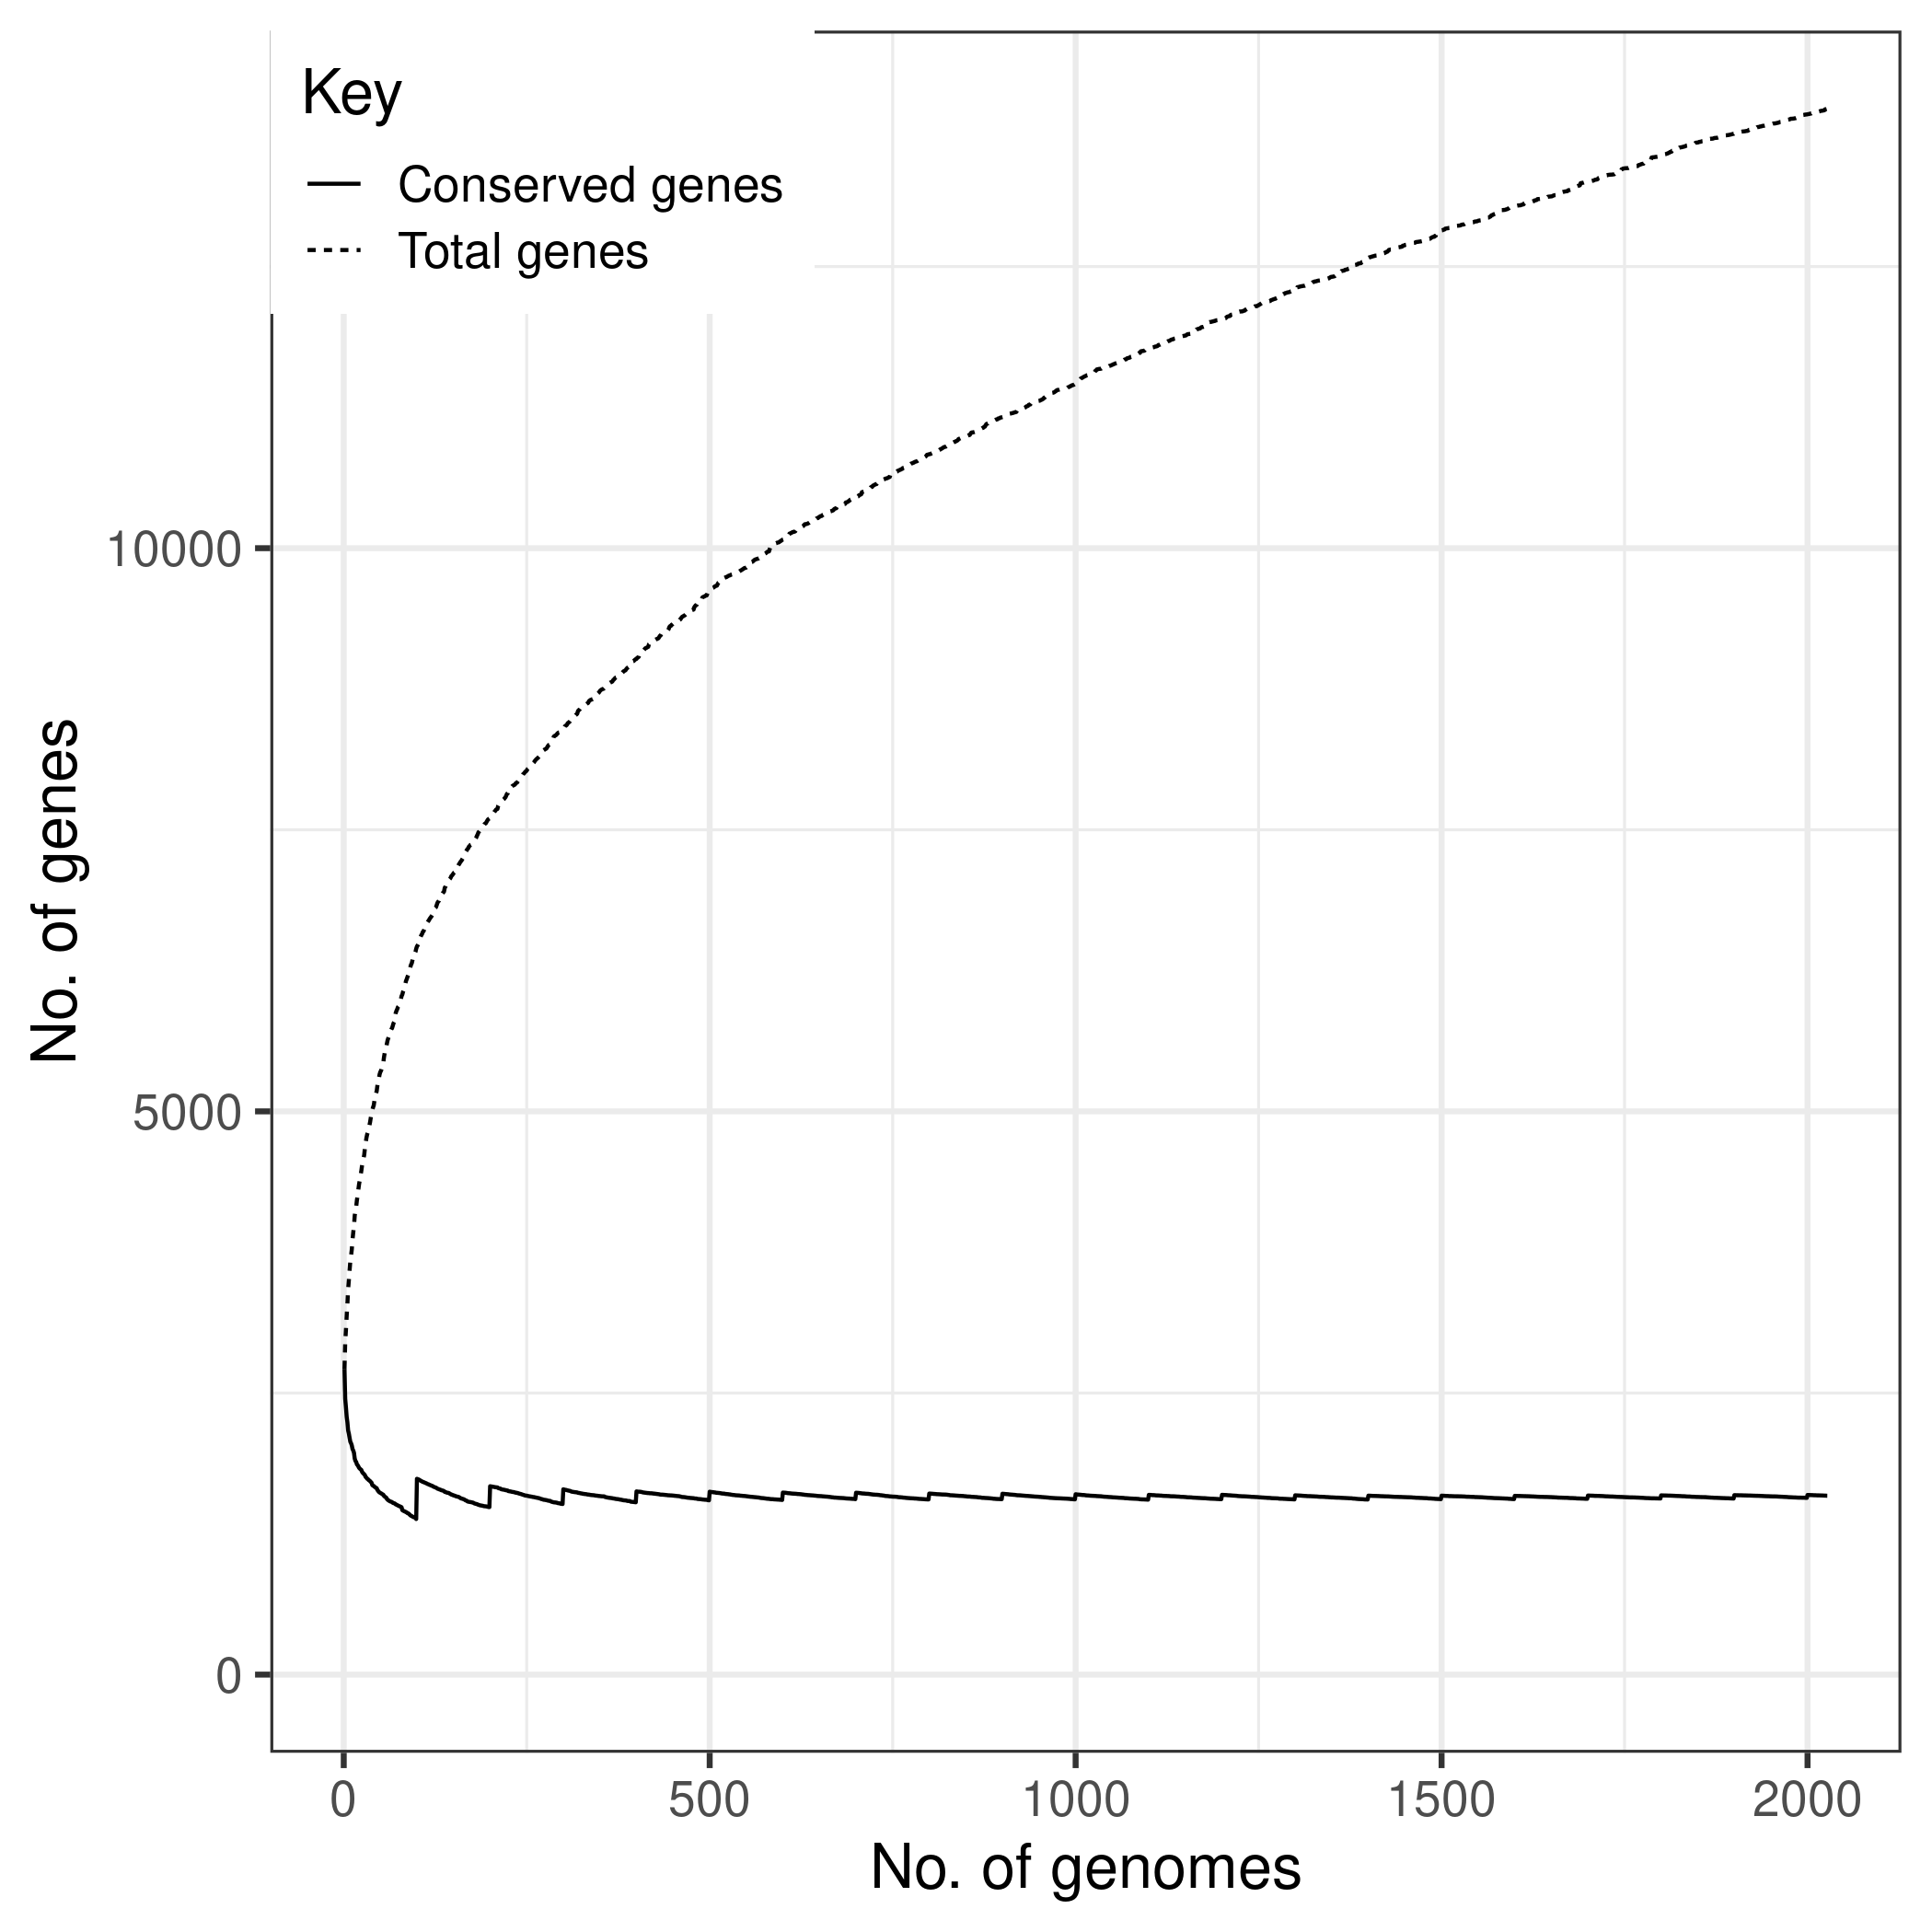 Key
Conserved genes
Total genes
No. of genes
10000
5000
0
0 500 1000 1500 2000
No. of genomes